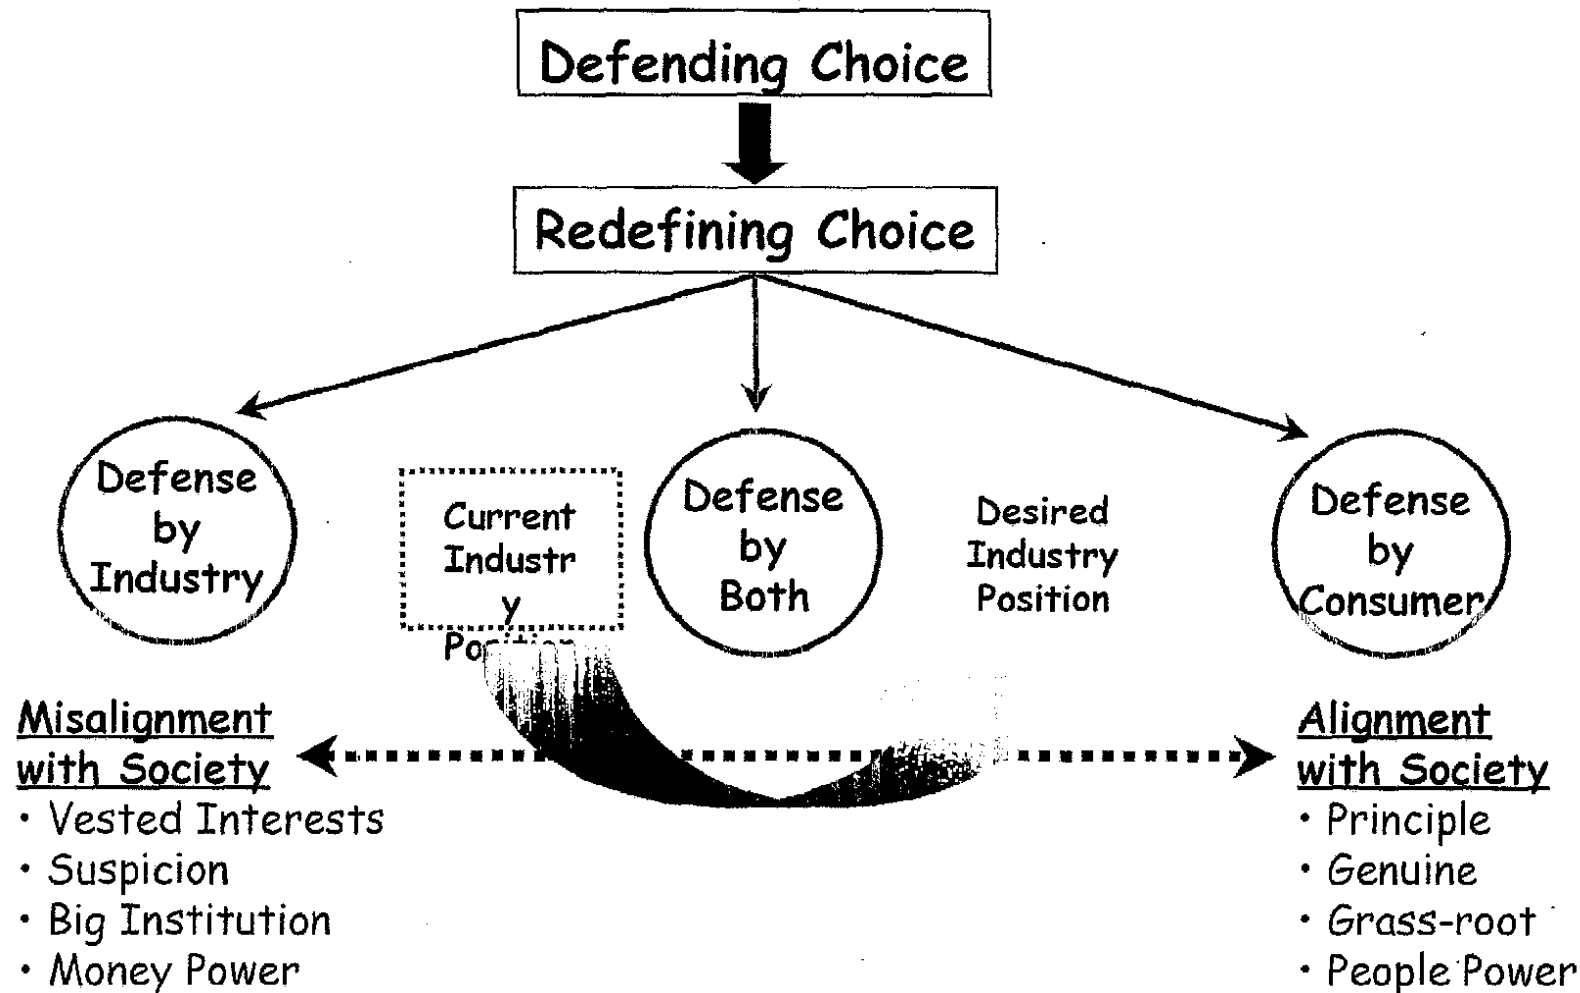 Defending Choice
Redefining Choice
Defense
by
Industry
Current
Industr
y
Position
Defense
by
Both
Desired
Industry
Position
Defense
by
Consumer
Misalignment
with Society
• Vested Interests
• Suspicion
• Big Institution
• Money Power
Alignment
with Society
• Principle
• Genuine
• Grass-root
• People Power